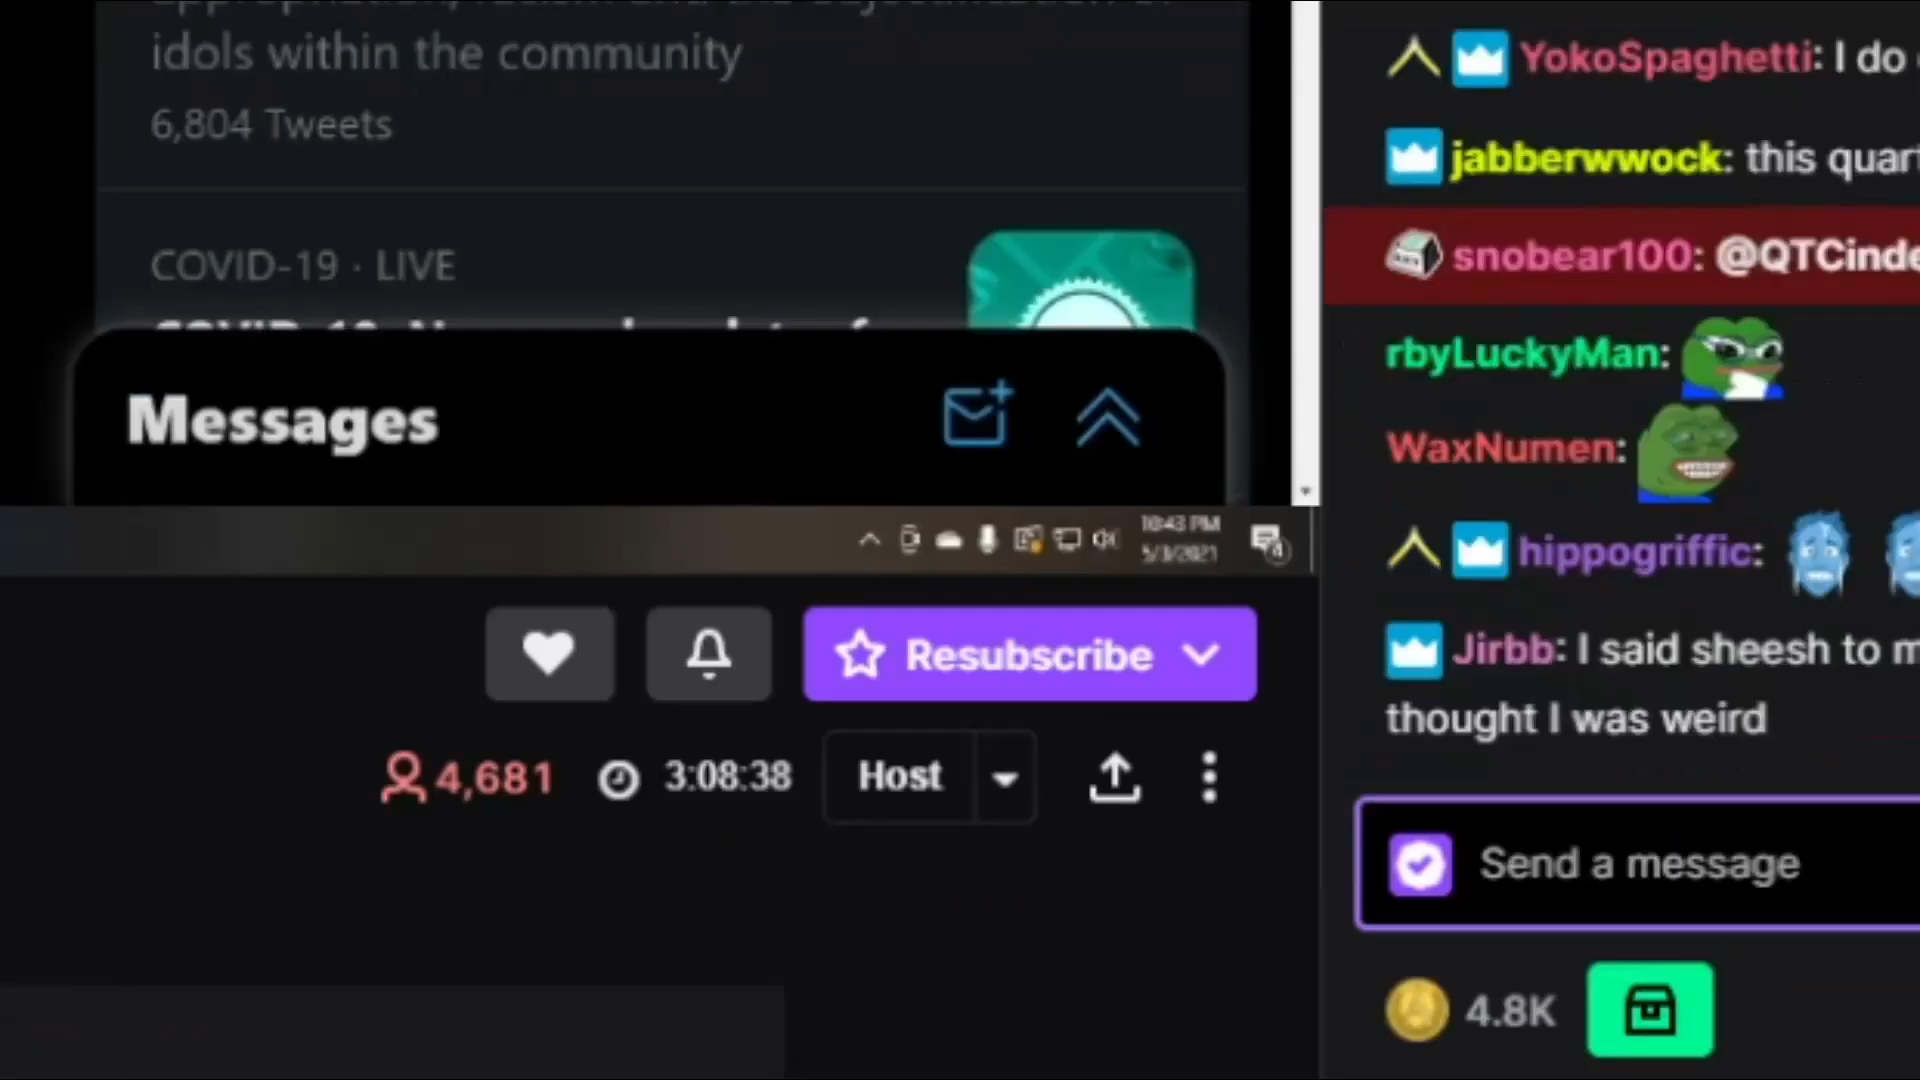 idols within the community
6,804 Tweets
COVID-19 · LIVE
Messages
10:43 PM
5/3/2021
4
Resubscribe
4,681
3:08:38
Host
YokoSpaghetti: I do
jabberwwock: this quart
snobear100: @QTCinde
rbyLuckyMan:
WaxNumen:
hippogriffic:
Jirbb: I said sheesh to m
thought I was weird
Send a message
4.8K